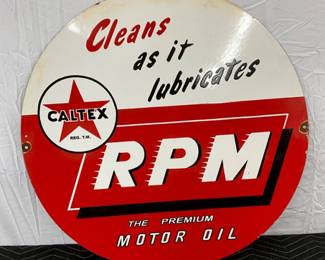 Cleans
as it
lubricates
CALTEX
REG. T.M.
RPM
THE PREMIUM
MOTOR OIL